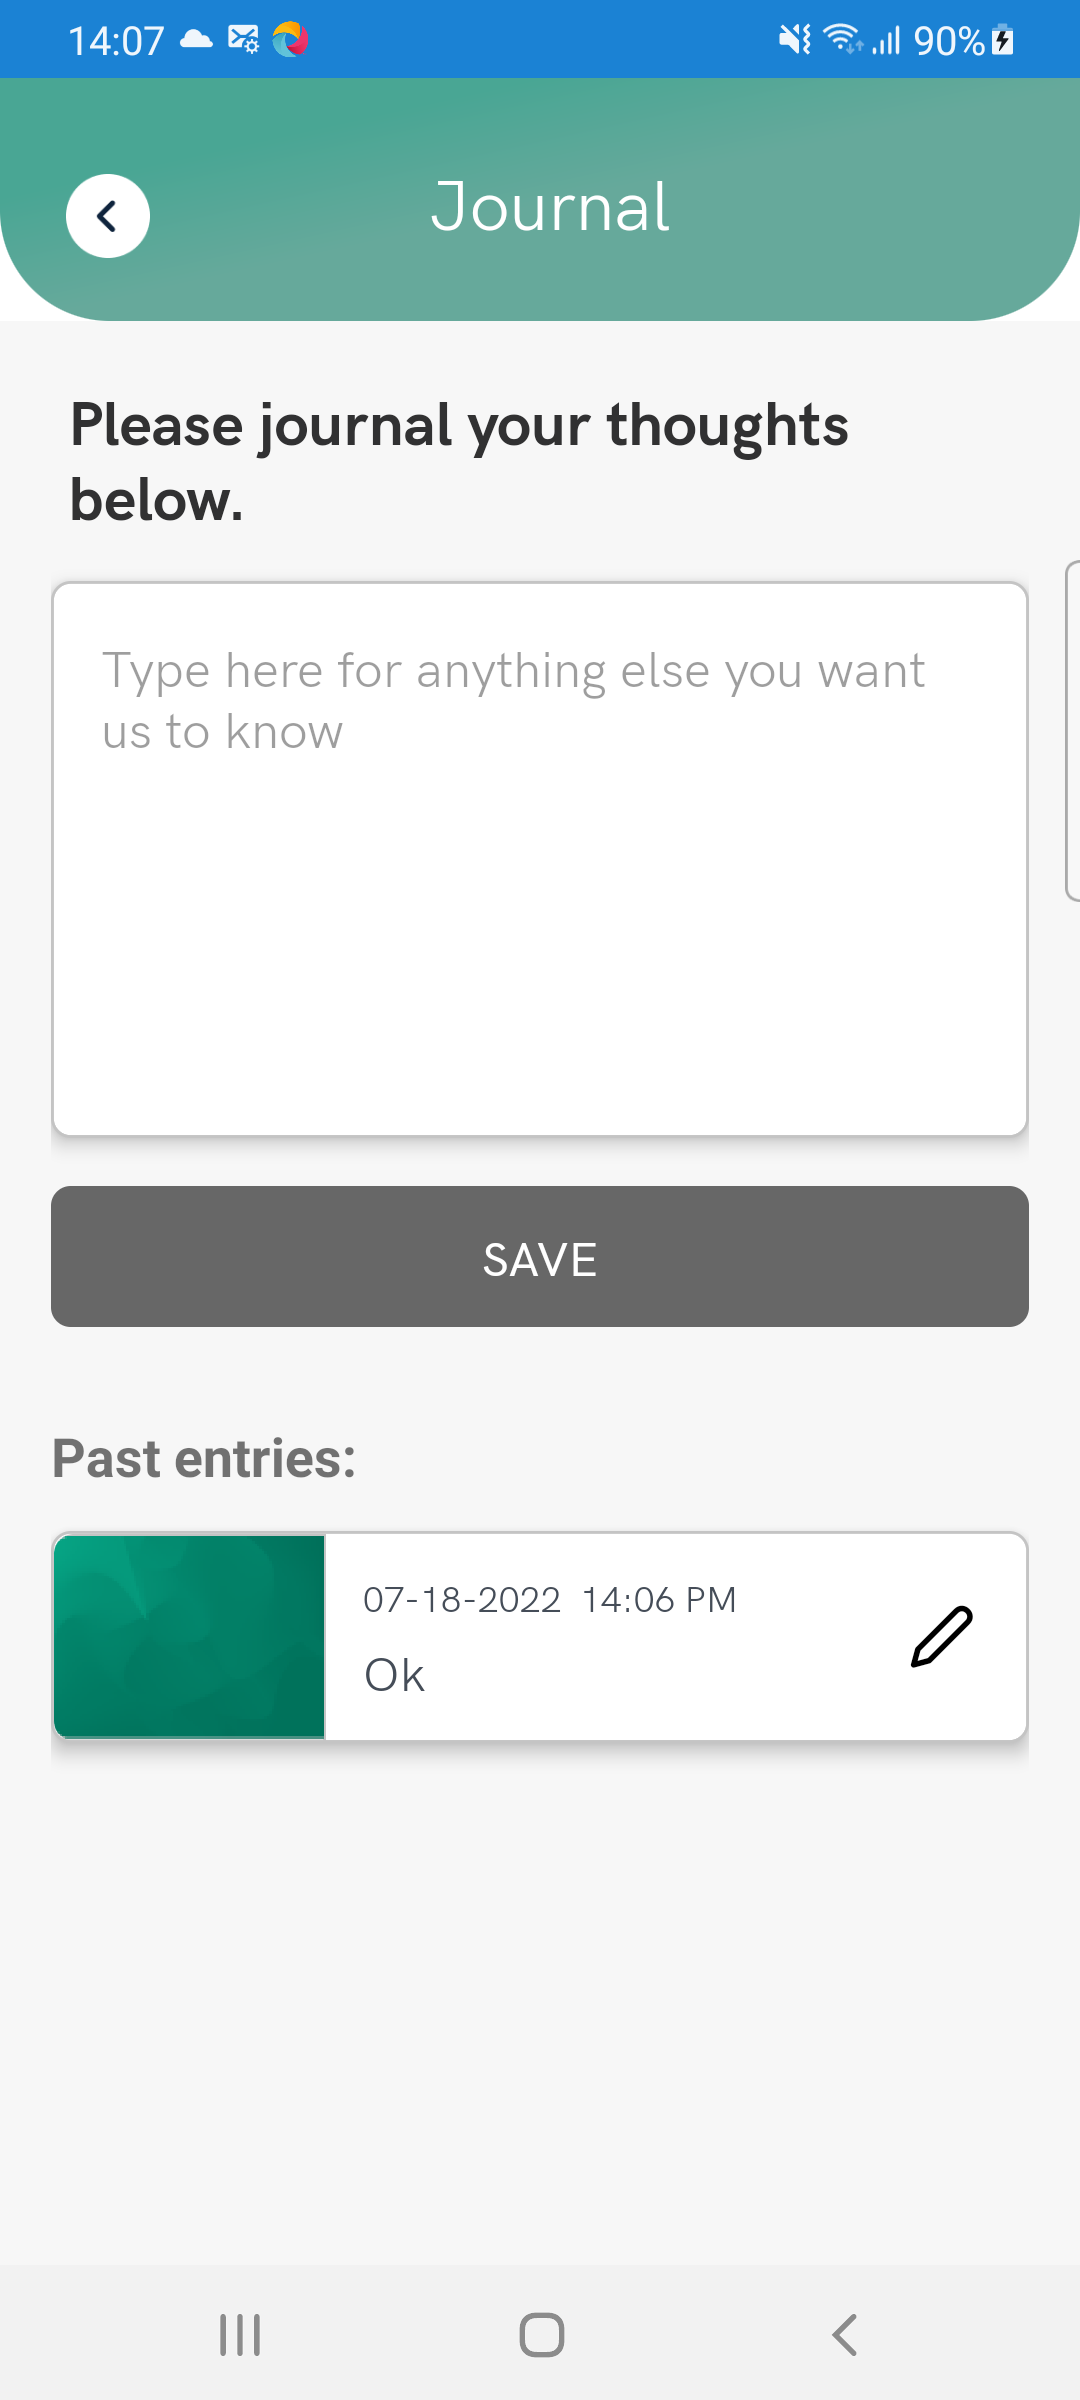 14:07 90%
Journal
Please journal your thoughts
below.
Type here for anything else you want
us to know
SAVE
Past entries:
07-18-2022 14:06 PM
Ok